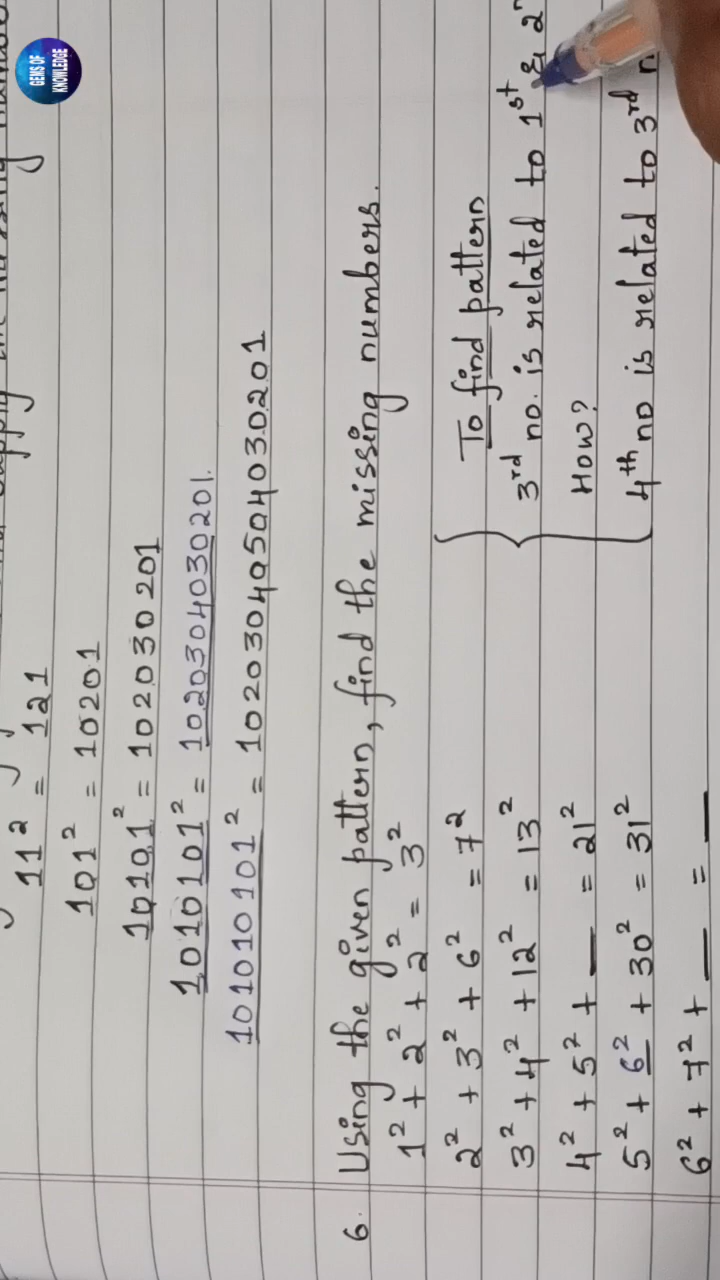 GEMS OF
KNOWLEDGE
11² = 121
101² = 10201
10101² = 102030201
1010101² = 1020304030201.
101010101² = 10203040504030201
6. Using the given pattern, find the missing numbers.
1² + 2² + 2² = 3²
2² + 3² + 6² = 7²
3² + 4² + 12² = 13²
4² + 5² + __ = 21²
5² + 6² + 30² = 31²
6² + 7² + __ = __
To find pattern
3rd no. is related to 1st &
How?
4th no is related to 3rd